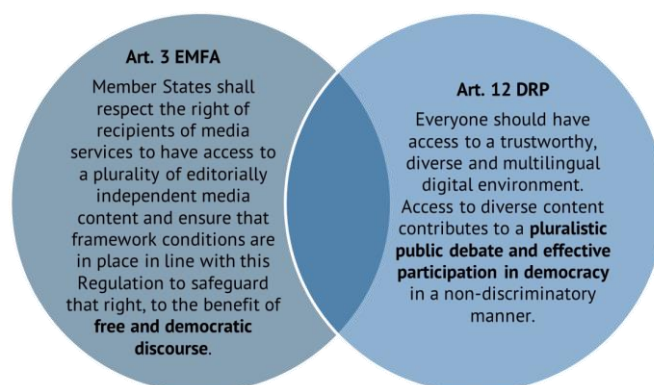 Art. 3 EMFA
Member States shall
respect the right of
recipients of media
services to have access to
a plurality of editorially
independent media
content and ensure that
framework conditions are
in place in line with this
Regulation to safeguard
that right, to the benefit of
free and democratic
discourse.
Art. 12 DRP
Everyone should have
access to a trustworthy,
diverse and multilingual
digital environment.
Access to diverse content
contributes to a pluralistic
public debate and effective
participation in democracy
in a non-discriminatory
manner.